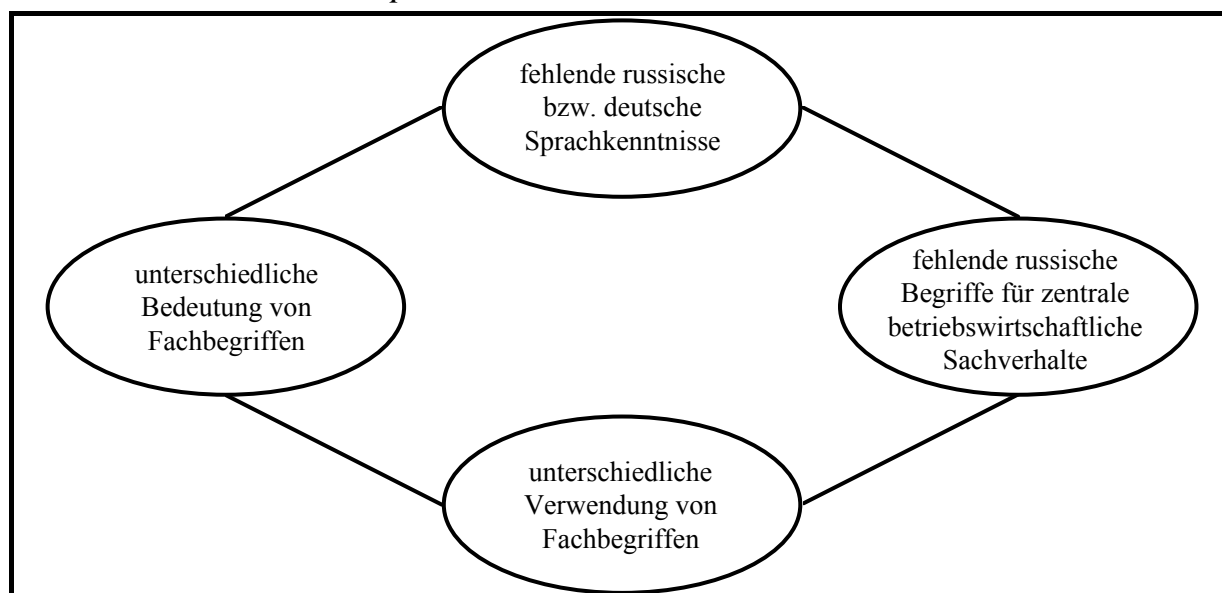 fehlende russische
bzw. deutsche
Sprachkenntnisse
unterschiedliche
Bedeutung von
Fachbegriffen
fehlende russische
Begriffe für zentrale
betriebswirtschaftliche
Sachverhalte
unterschiedliche
Verwendung von
Fachbegriffen